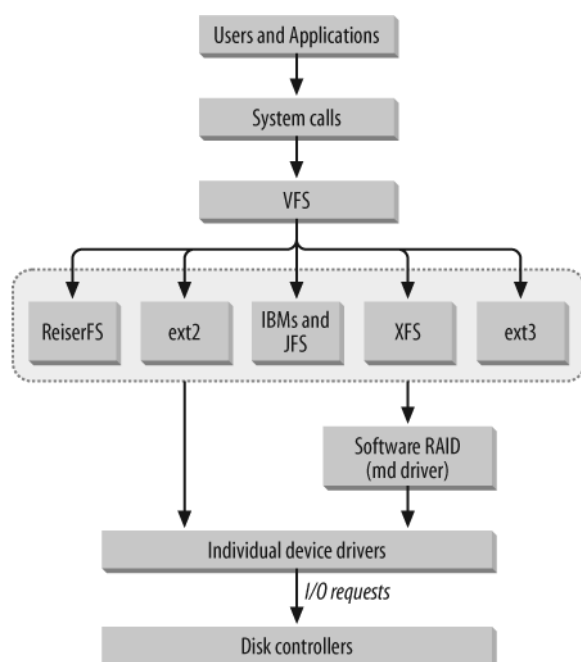 Users and Applications
System calls
VFS
ReiserFS
ext2
IBMs and
JFS
XFS
ext3
Software RAID
(md driver)
Individual device drivers
I/O requests
Disk controllers